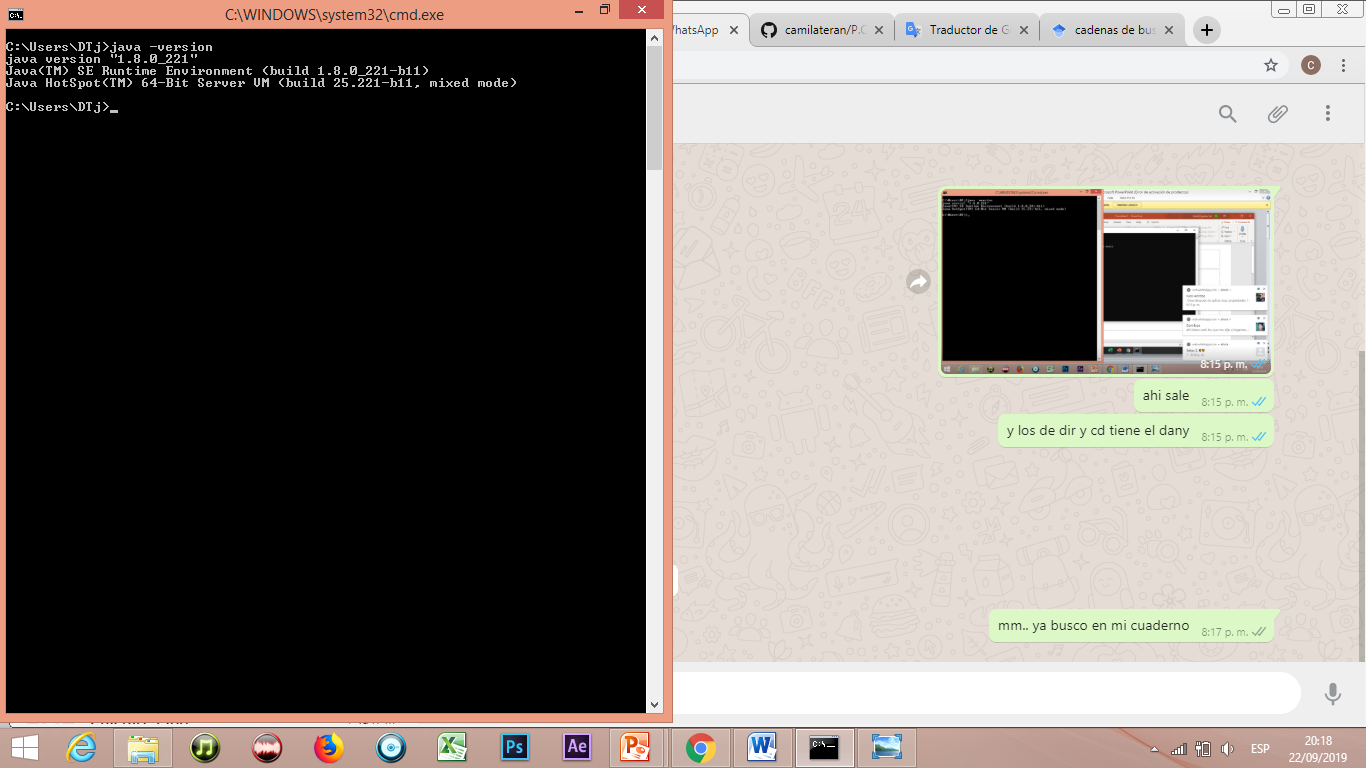 C:\WINDOWS\system32\cmd.exe
C:\Users\DTj>java -version
java version "1.8.0_221"
Java(TM) SE Runtime Environment (build 1.8.0_221-b11)
Java HotSpot(TM) 64-Bit Server VM (build 25.221-b11, mixed mode)
C:\Users\DTj>_
WhatsApp
camilateran/P.C
Traductor de G
cadenas de bus
C
8:15 p. m.
ahi sale
8:15 p. m.
y los de dir y cd tiene el dany
8:15 p. m.
mm.. ya busco en mi cuaderno
8:17 p. m.
Ps
Ae
ESP
20:18
22/09/2019